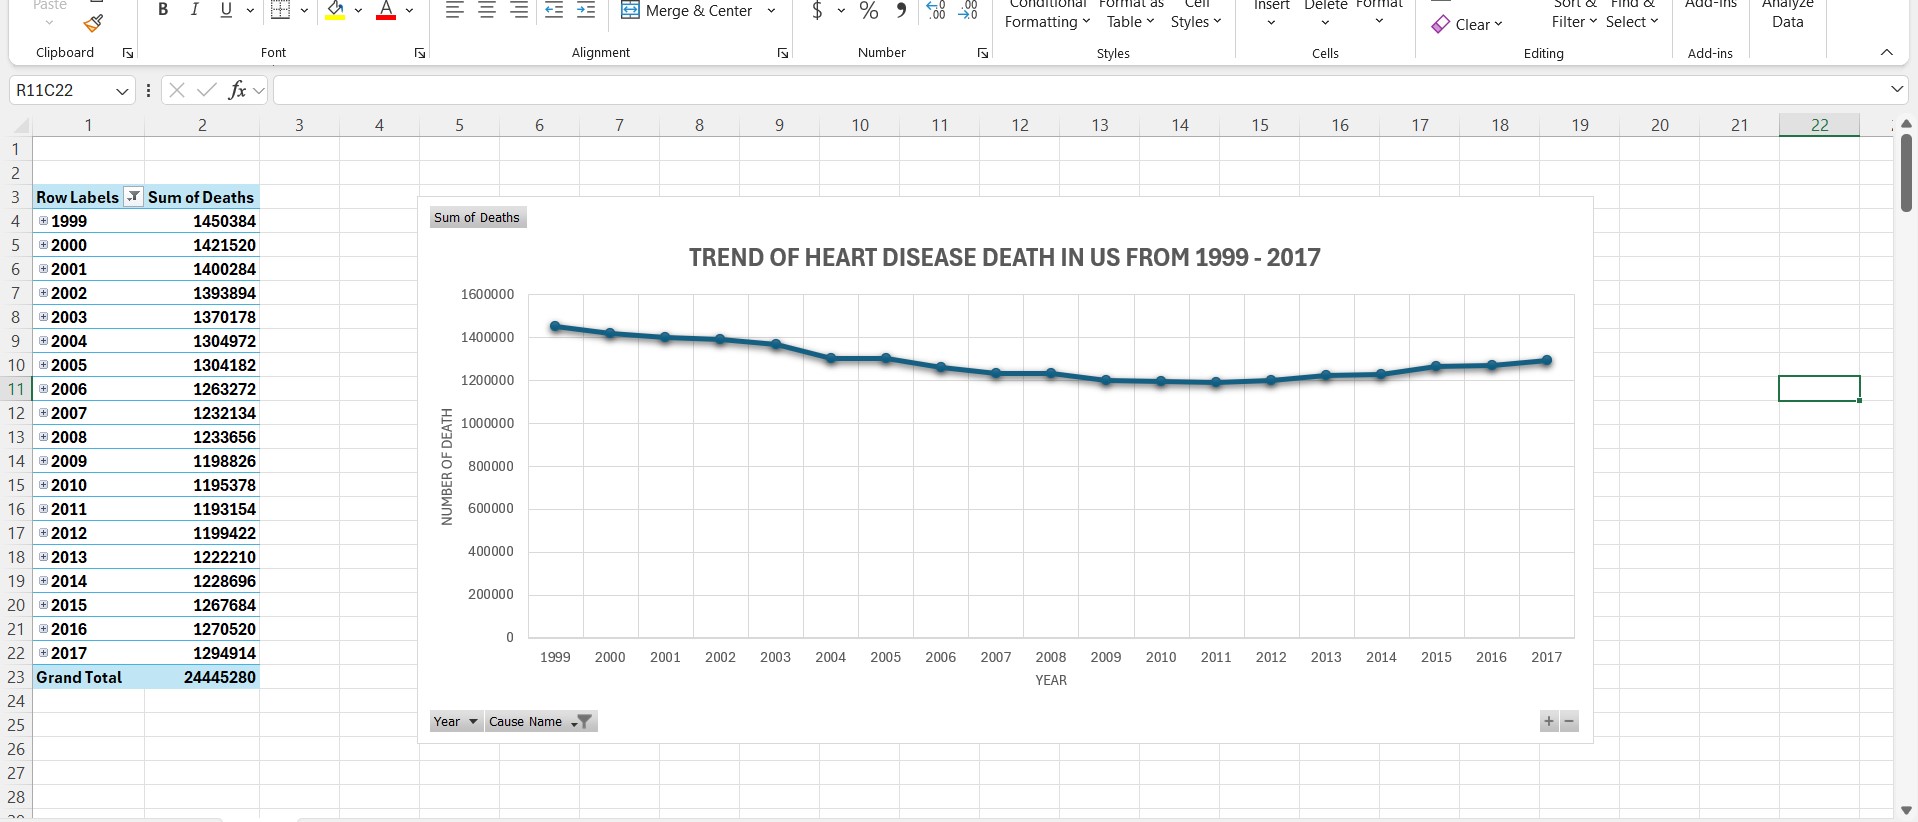 Paste
B I U A
Merge & Center
$ % 9 .00 .00
Conditional Formatting
Format as Table
Cell Styles
Insert Delete Format
Clear
Sort & Filter
Find & Select
Add-ins
Analyze Data
Clipboard Font Alignment Number Styles Cells Editing Add-ins
R11C22 fx
1 2 3 4 5 6 7 8 9 10 11 12 13 14 15 16 17 18 19 20 21 22
1
2
3 Row Labels Sum of Deaths
4 1999 1450384
5 2000 1421520
6 2001 1400284
7 2002 1393894
8 2003 1370178
9 2004 1304972
10 2005 1304182
11 2006 1263272
12 2007 1232134
13 2008 1233656
14 2009 1198826
15 2010 1195378
16 2011 1193154
17 2012 1199422
18 2013 1222210
19 2014 1228696
20 2015 1267684
21 2016 1270520
22 2017 1294914
23 Grand Total 24445280
24
25
26
27
28
Sum of Deaths
TREND OF HEART DISEASE DEATH IN US FROM 1999 - 2017
NUMBER OF DEATH
1600000
1400000
1200000
1000000
800000
600000
400000
200000
0
1999 2000 2001 2002 2003 2004 2005 2006 2007 2008 2009 2010 2011 2012 2013 2014 2015 2016 2017
YEAR
Year Cause Name
+ −